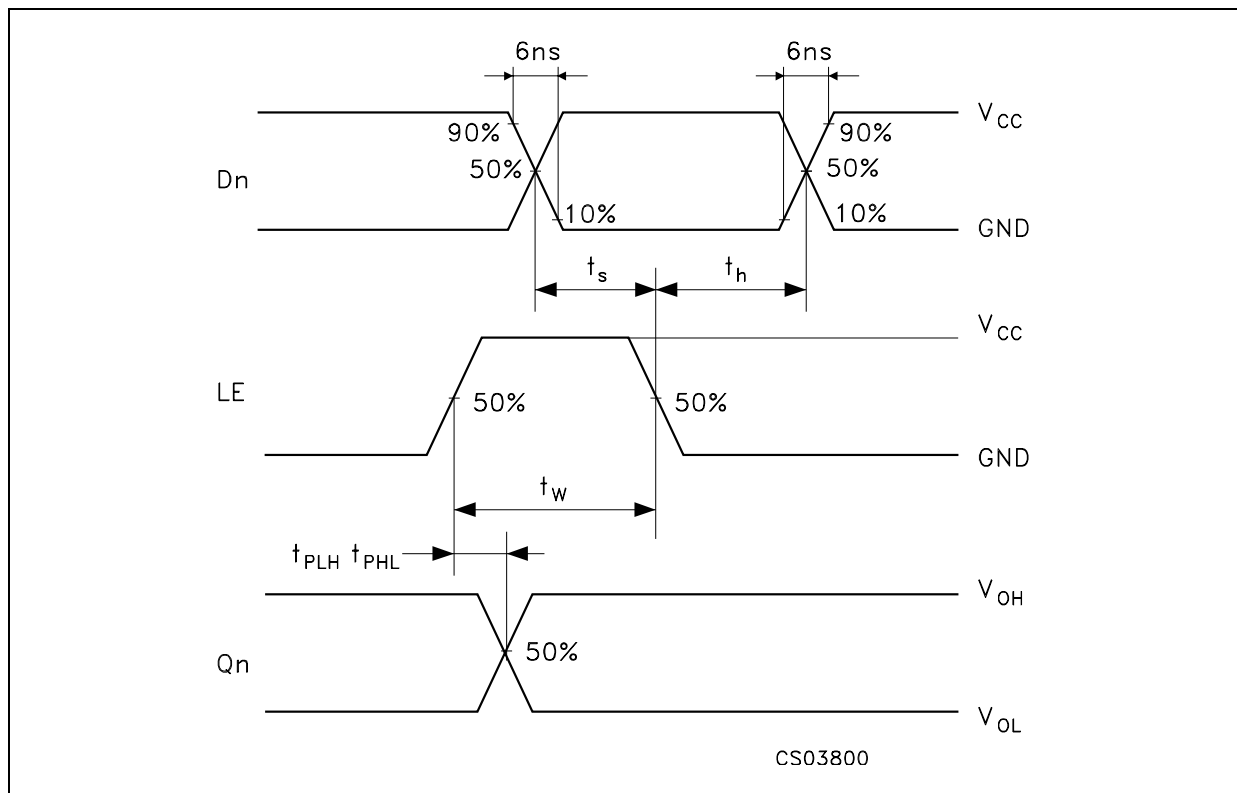 6ns 6ns
V_CC
90% 90%
50% 50%
Dn
10% 10%
GND
t_s t_h
V_CC
LE
50% 50%
GND
t_W
t_PLH t_PHL
V_OH
50%
Qn
V_OL
CS03800